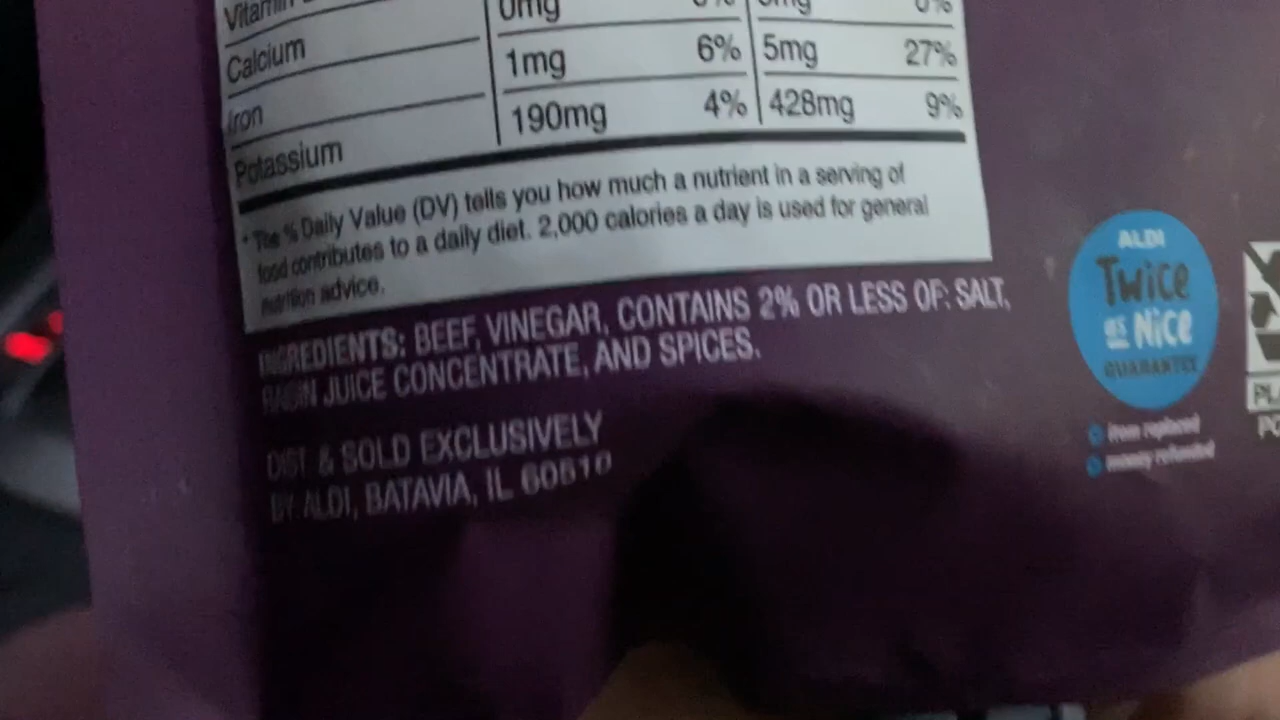 Vitamin
0mg
0%
Calcium
1mg 6% 5mg 27%
Iron
190mg 4% 428mg 9%
Potassium
* The % Daily Value (DV) tells you how much a nutrient in a serving of
food contributes to a daily diet. 2,000 calories a day is used for general
nutrition advice.
INGREDIENTS: BEEF, VINEGAR, CONTAINS 2% OR LESS OF: SALT,
RAISIN JUICE CONCENTRATE, AND SPICES.
DIST. & SOLD EXCLUSIVELY
BY: ALDI, BATAVIA, IL 60510
ALDI
Twice
as Nice
GUARANTEE
item replaced
money refunded